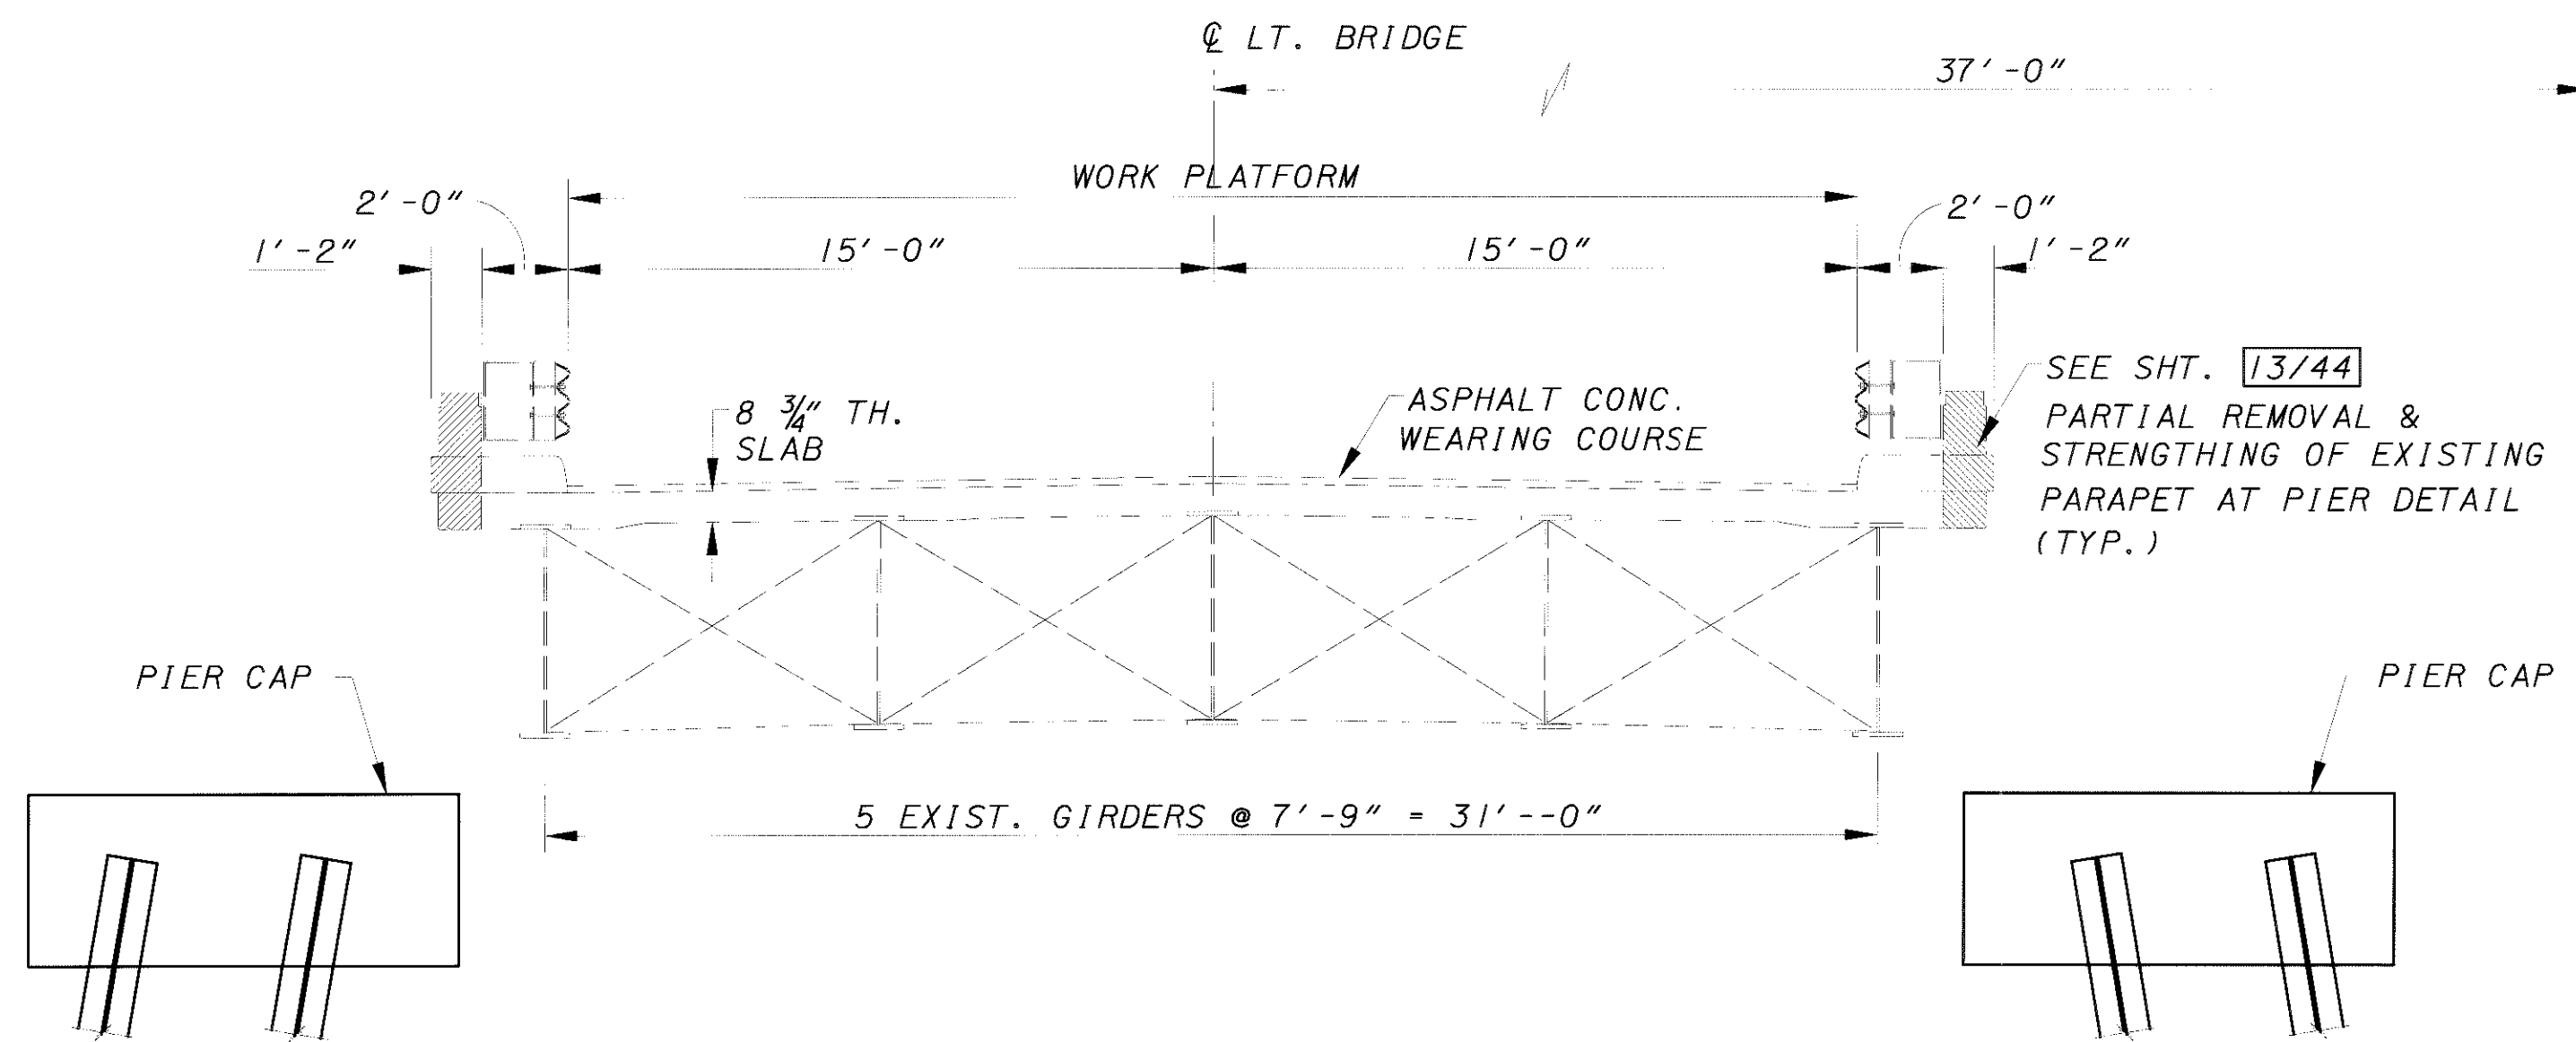 ℄ LT. BRIDGE
37'-0"
WORK PLATFORM
2'-0"
2'-0"
1'-2"
15'-0"
15'-0"
1'-2"
SEE SHT. 13/44
PARTIAL REMOVAL &
STRENGTHING OF EXISTING
PARAPET AT PIER DETAIL
(TYP.)
8 3/4" TH.
SLAB
ASPHALT CONC.
WEARING COURSE
PIER CAP
PIER CAP
5 EXIST. GIRDERS @ 7'-9" = 31'--0"